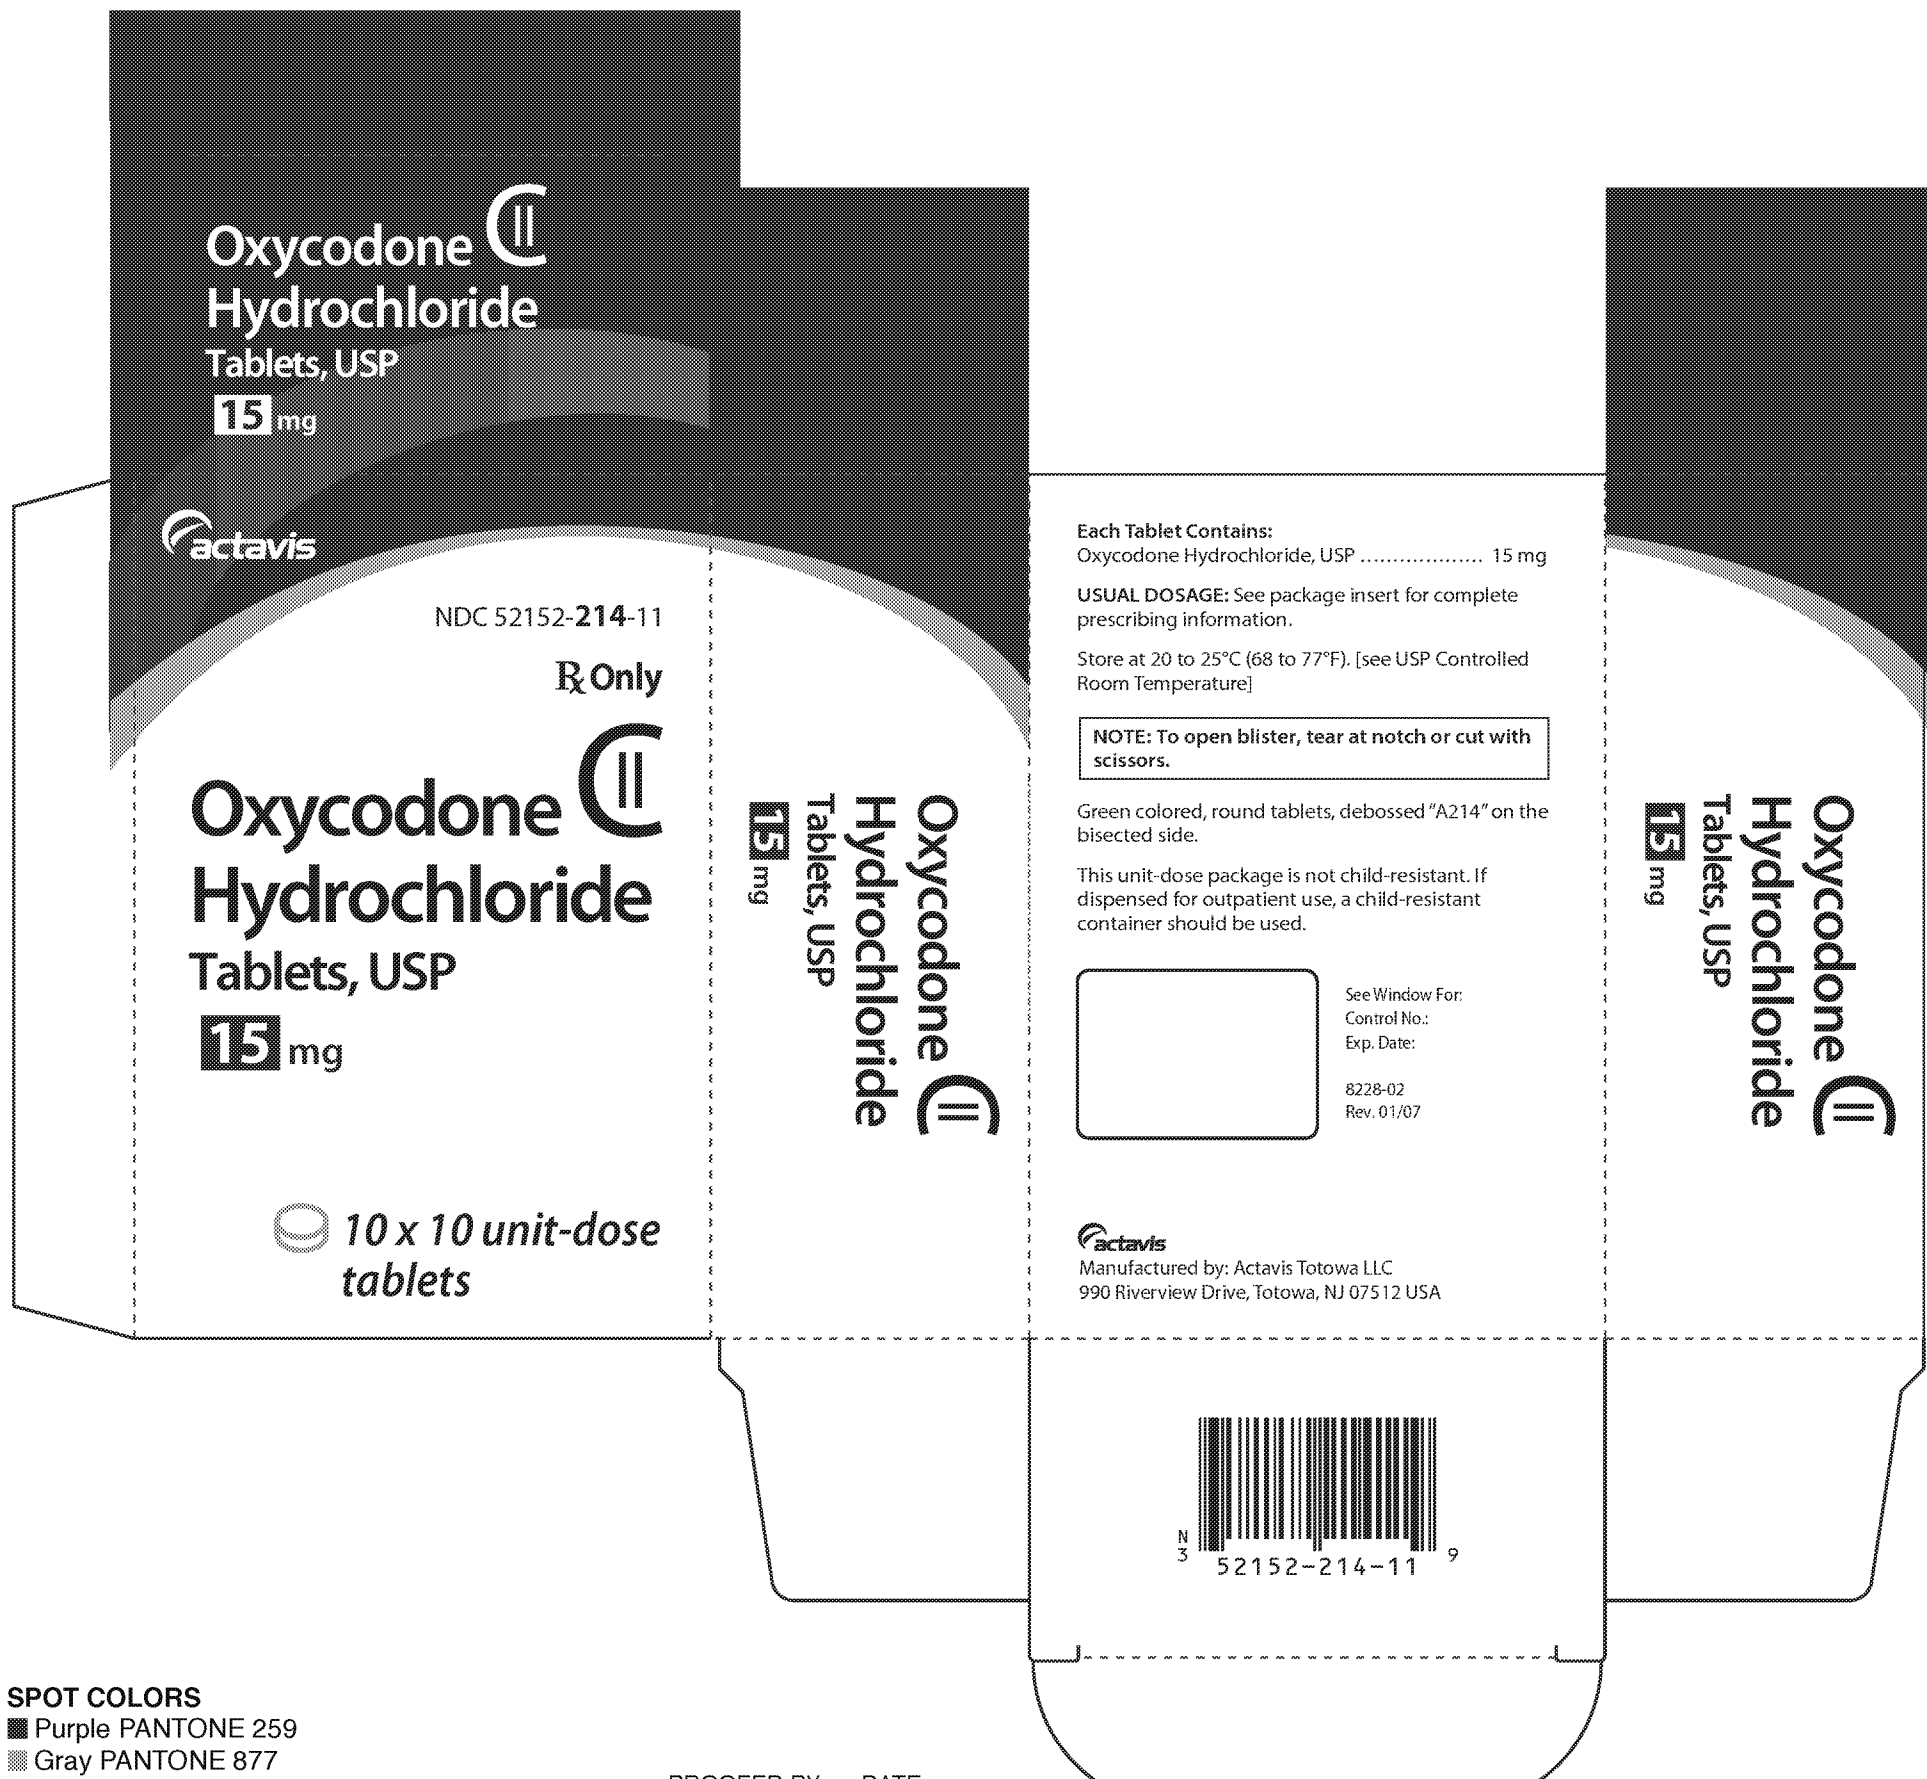 Oxycodone CII
Hydrochloride
Tablets, USP
15 mg
actavis
NDC 52152-214-11
℞ Only
Oxycodone CII
Hydrochloride
Tablets, USP
15 mg
10 x 10 unit-dose
tablets
Oxycodone CII
Hydrochloride
Tablets, USP
15 mg
Each Tablet Contains:
Oxycodone Hydrochloride, USP ................... 15 mg
USUAL DOSAGE: See package insert for complete
prescribing information.
Store at 20 to 25°C (68 to 77°F). [see USP Controlled
Room Temperature]
NOTE: To open blister, tear at notch or cut with
scissors.
Green colored, round tablets, debossed “A214” on the
bisected side.
This unit-dose package is not child-resistant. If
dispensed for outpatient use, a child-resistant
container should be used.
See Window For:
Control No.:
Exp. Date:
8228-02
Rev. 01/07
actavis
Manufactured by: Actavis Totowa LLC
990 Riverview Drive, Totowa, NJ 07512 USA
Oxycodone CII
Hydrochloride
Tablets, USP
15 mg
N
3 52152-214-11 9
SPOT COLORS
Purple PANTONE 259
Gray PANTONE 877